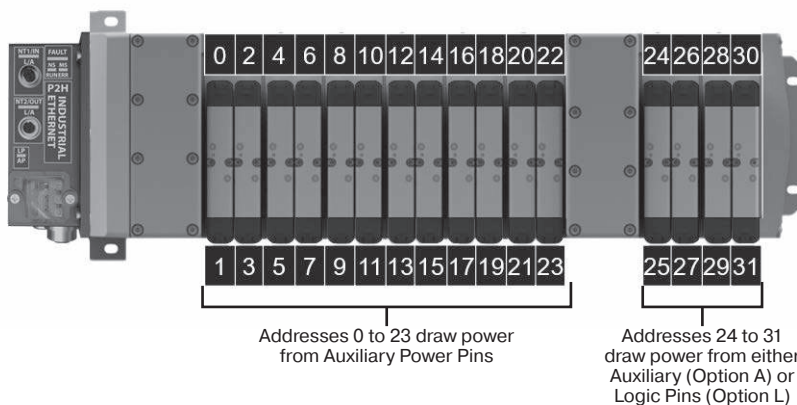 NT1/IN
L/A
FAULT
NS MS
RUN ERR
P2H
INDUSTRIAL
ETHERNET
NT2/OUT
L/A
0 2 4 6 8 10 12 14 16 18 20 22 24 26 28 30
1 3 5 7 9 11 13 15 17 19 21 23 25 27 29 31
Addresses 0 to 23 draw power
from Auxiliary Power Pins
Addresses 24 to 31
draw power from either
Auxiliary (Option A) or
Logic Pins (Option L)